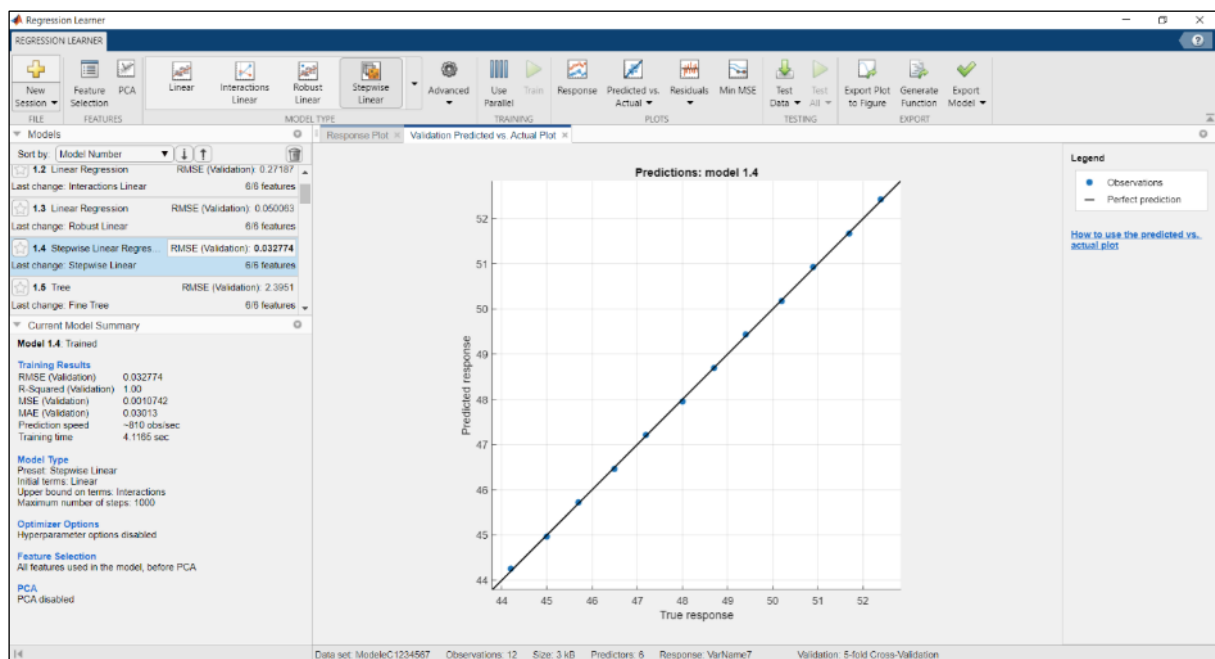 Regression Learner
REGRESSION LEARNER
New Session
Feature Selection
PCA
Linear
Interactions Linear
Robust Linear
Stepwise Linear
Advanced
Use Parallel
Train
Response
Predicted vs. Actual
Residuals
Min MSE
Test Data
Test All
Export Plot to Figure
Generate Function
Export Model
FILE
FEATURES
MODEL TYPE
TRAINING
PLOTS
TESTING
EXPORT
Models
Sort by: Model Number
1.2 Linear Regression RMSE (Validation): 0.27187
Last change: Interactions Linear 6/6 features
1.3 Linear Regression RMSE (Validation): 0.050063
Last change: Robust Linear 6/6 features
1.4 Stepwise Linear Regres... RMSE (Validation): 0.032774
Last change: Stepwise Linear 6/6 features
1.5 Tree RMSE (Validation): 2.3951
Last change: Fine Tree 6/6 features
Current Model Summary
Model 1.4: Trained
Training Results
RMSE (Validation) 0.032774
R-Squared (Validation) 1.00
MSE (Validation) 0.0010742
MAE (Validation) 0.03013
Prediction speed ~810 obs/sec
Training time 4.1165 sec
Model Type
Preset: Stepwise Linear
Initial terms: Linear
Upper bound on terms: Interactions
Maximum number of steps: 1000
Optimizer Options
Hyperparameter options disabled
Feature Selection
All features used in the model, before PCA
PCA
PCA disabled
Response Plot
Validation Predicted vs. Actual Plot
Predictions: model 1.4
Predicted response
52
51
50
49
48
47
46
45
44
44 45 46 47 48 49 50 51 52
True response
Legend
Observations
Perfect prediction
How to use the predicted vs.
actual plot
Data set: ModeleC1234567 Observations: 12 Size: 3 kB Predictors: 6 Response: VarName7 Validation: 5-fold Cross-Validation